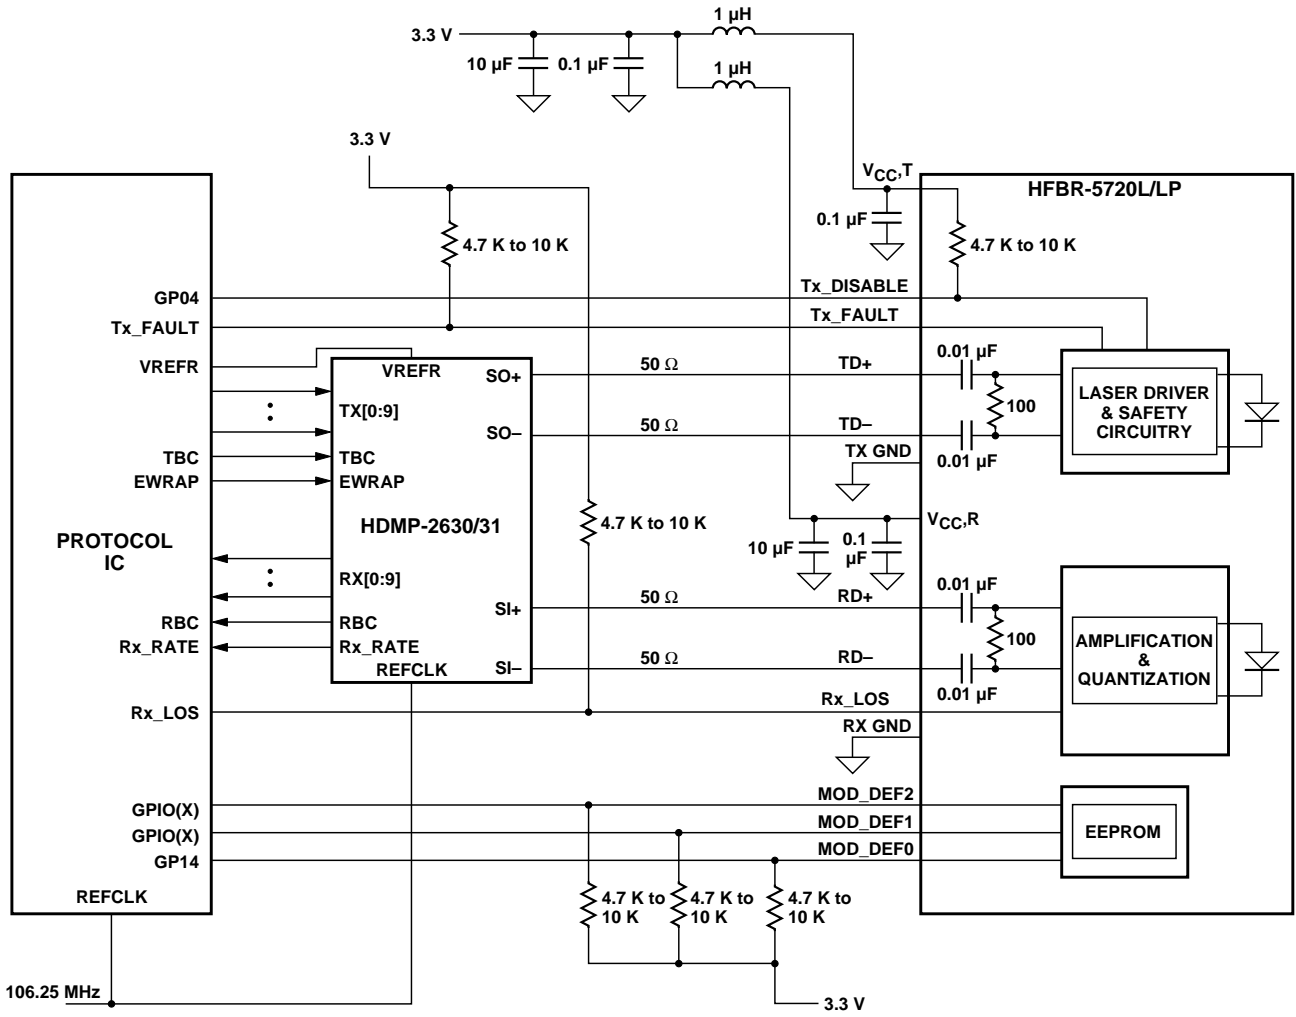 1 µH
3.3 V
10 µF
0.1 µF
1 µH
3.3 V
V_CC,T
HFBR-5720L/LP
0.1 µF
4.7 K to 10 K
4.7 K to 10 K
GP04
Tx_DISABLE
Tx_FAULT
Tx_FAULT
VREFR
VREFR
SO+
50 Ω
TD+
0.01 µF
TX[0:9]
100
LASER DRIVER
& SAFETY
CIRCUITRY
SO–
50 Ω
TD–
TX GND
0.01 µF
TBC
TBC
EWRAP
EWRAP
HDMP-2630/31
4.7 K to 10 K
V_CC,R
10 µF
0.1
µF
PROTOCOL
IC
RX[0:9]
0.01 µF
SI+
50 Ω
RD+
RBC
RBC
Rx_RATE
Rx_RATE
100
AMPLIFICATION
&
QUANTIZATION
REFCLK
SI–
50 Ω
RD–
0.01 µF
Rx_LOS
Rx_LOS
RX GND
GPIO(X)
MOD_DEF2
GPIO(X)
MOD_DEF1
EEPROM
GP14
MOD_DEF0
REFCLK
4.7 K to
10 K
4.7 K to
10 K
4.7 K to
10 K
106.25 MHz
3.3 V